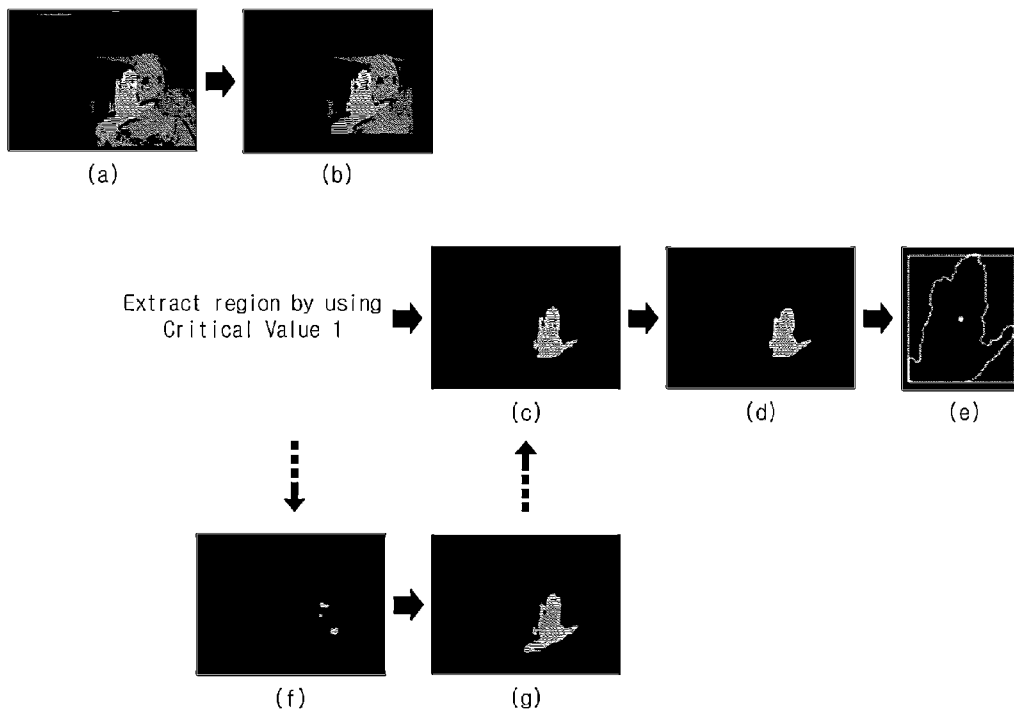 (a)
(b)
Extract region by using
Critical Value 1
(c)
(d)
(e)
(f)
(g)